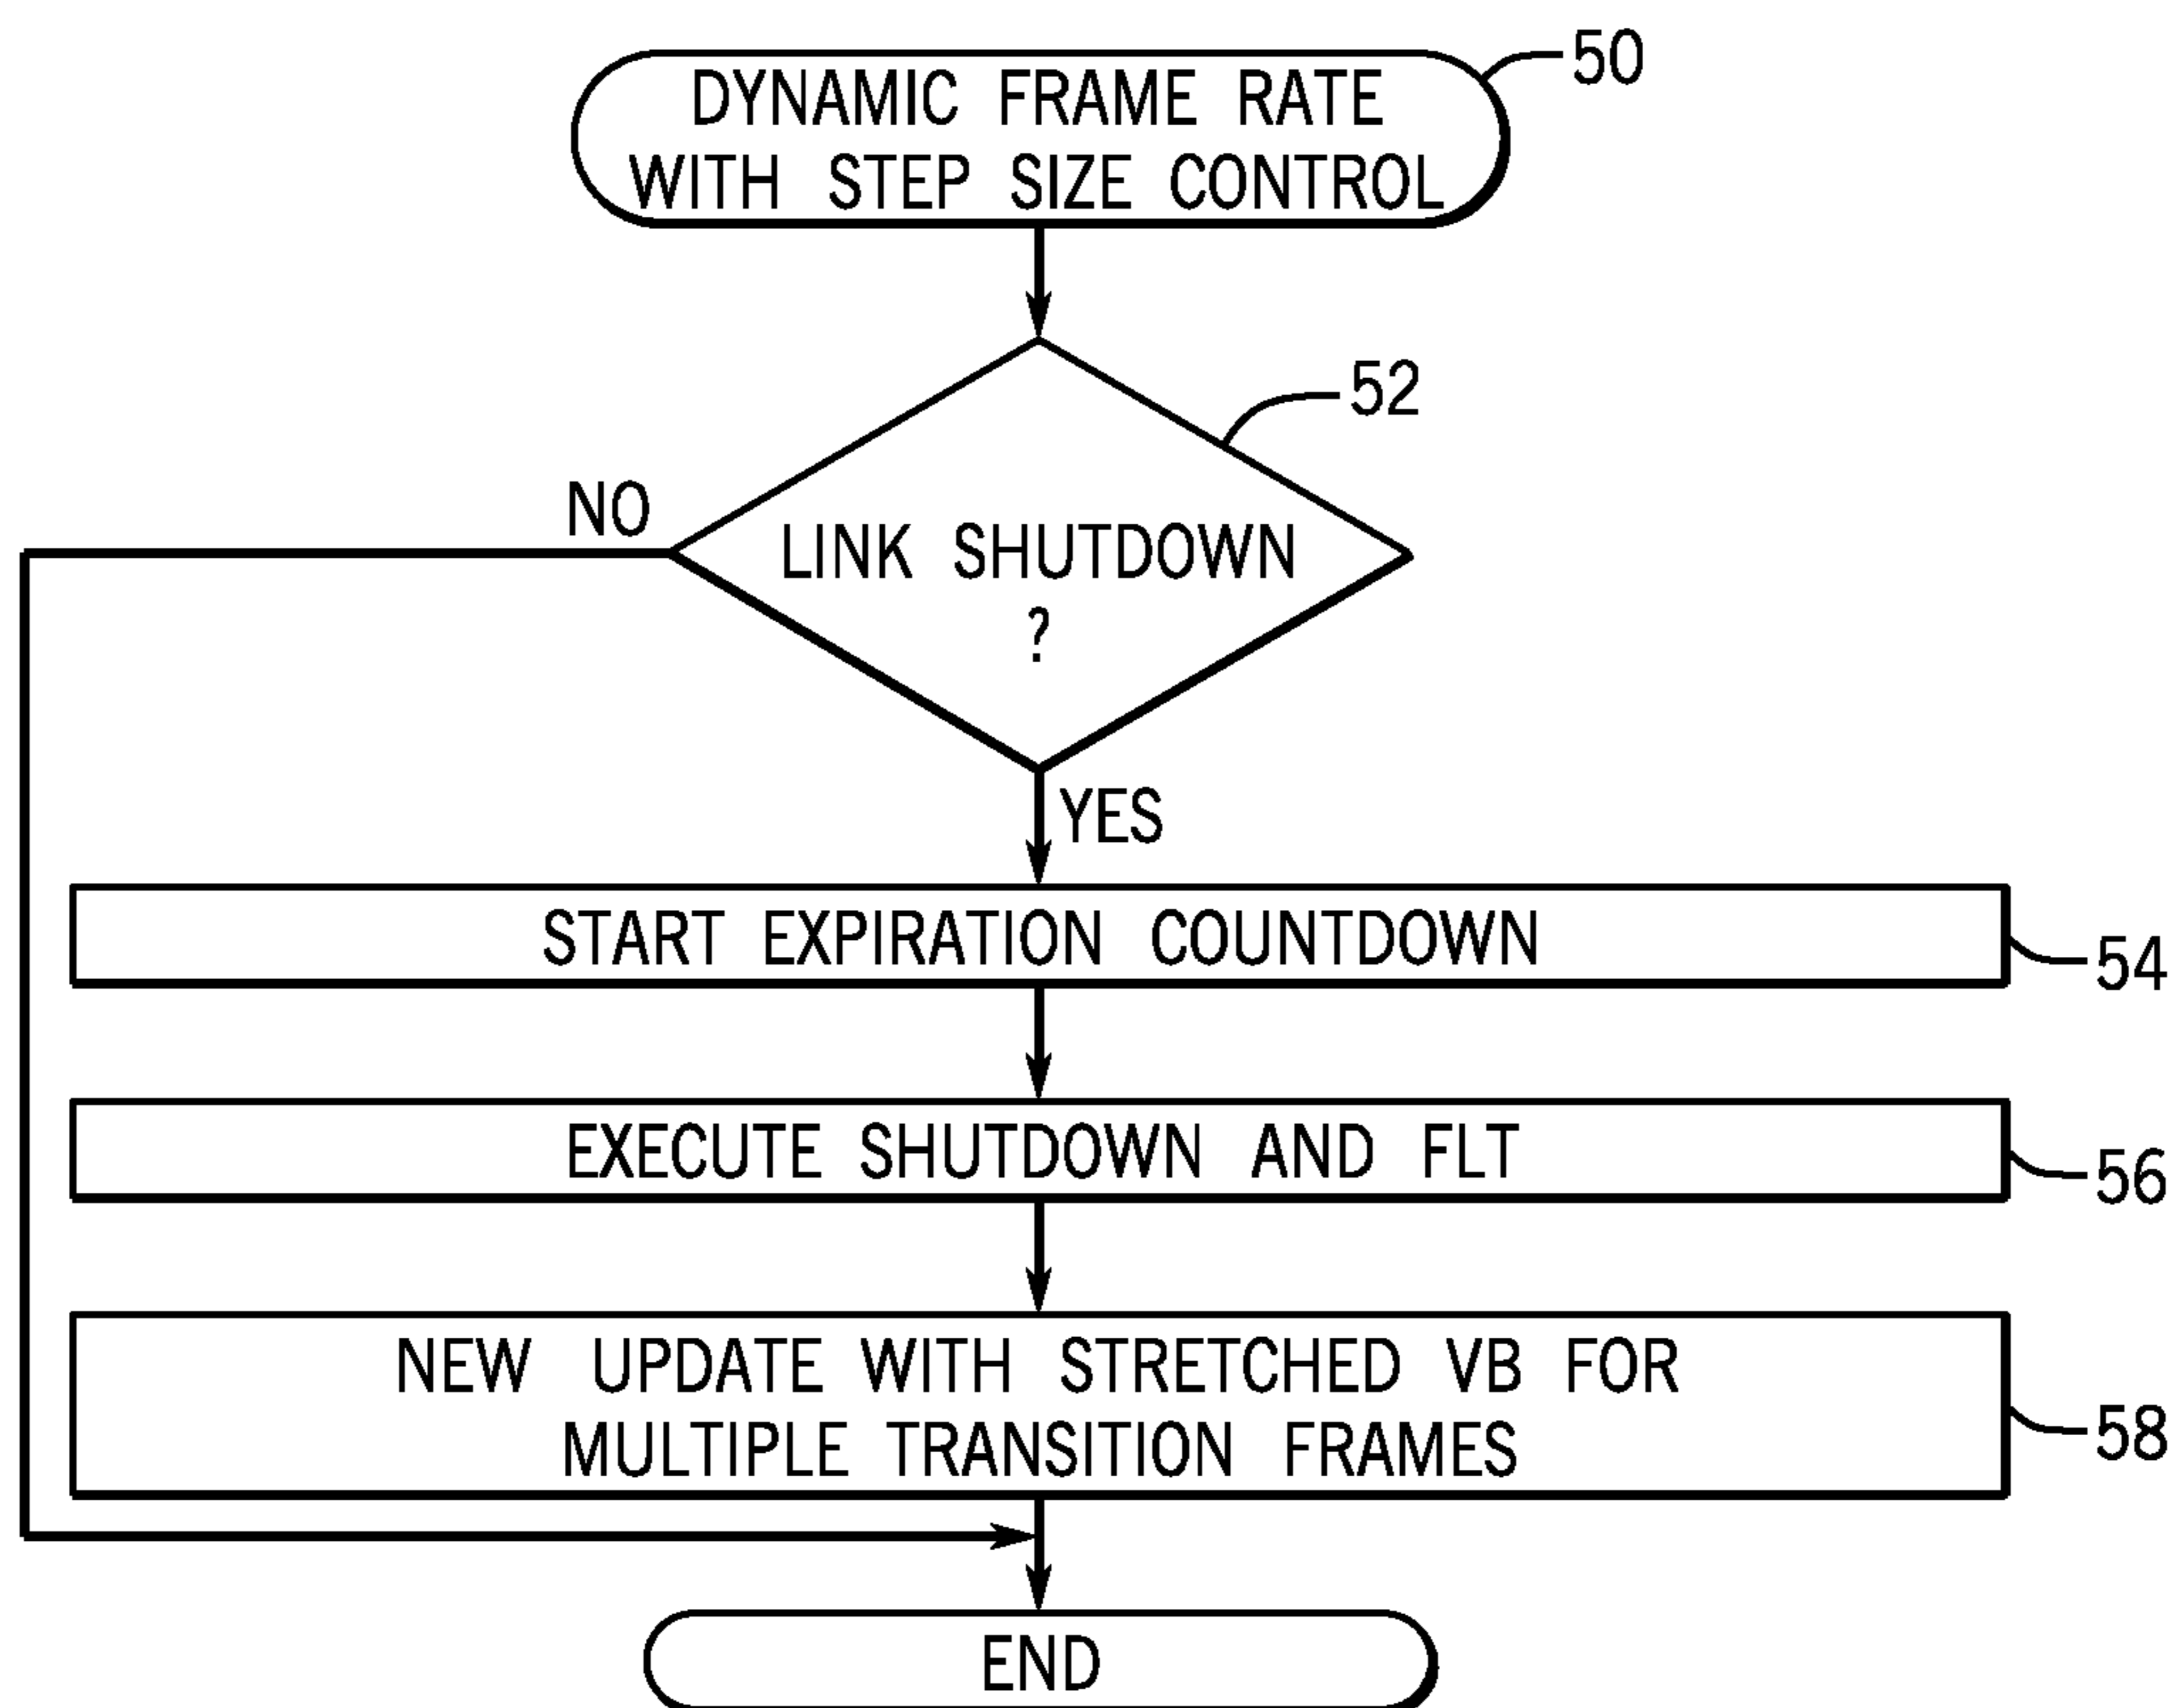 DYNAMIC FRAME RATE
WITH STEP SIZE CONTROL
50
52
NO
LINK SHUTDOWN
?
YES
START EXPIRATION COUNTDOWN
54
EXECUTE SHUTDOWN AND FLT
56
NEW UPDATE WITH STRETCHED VB FOR
MULTIPLE TRANSITION FRAMES
58
END